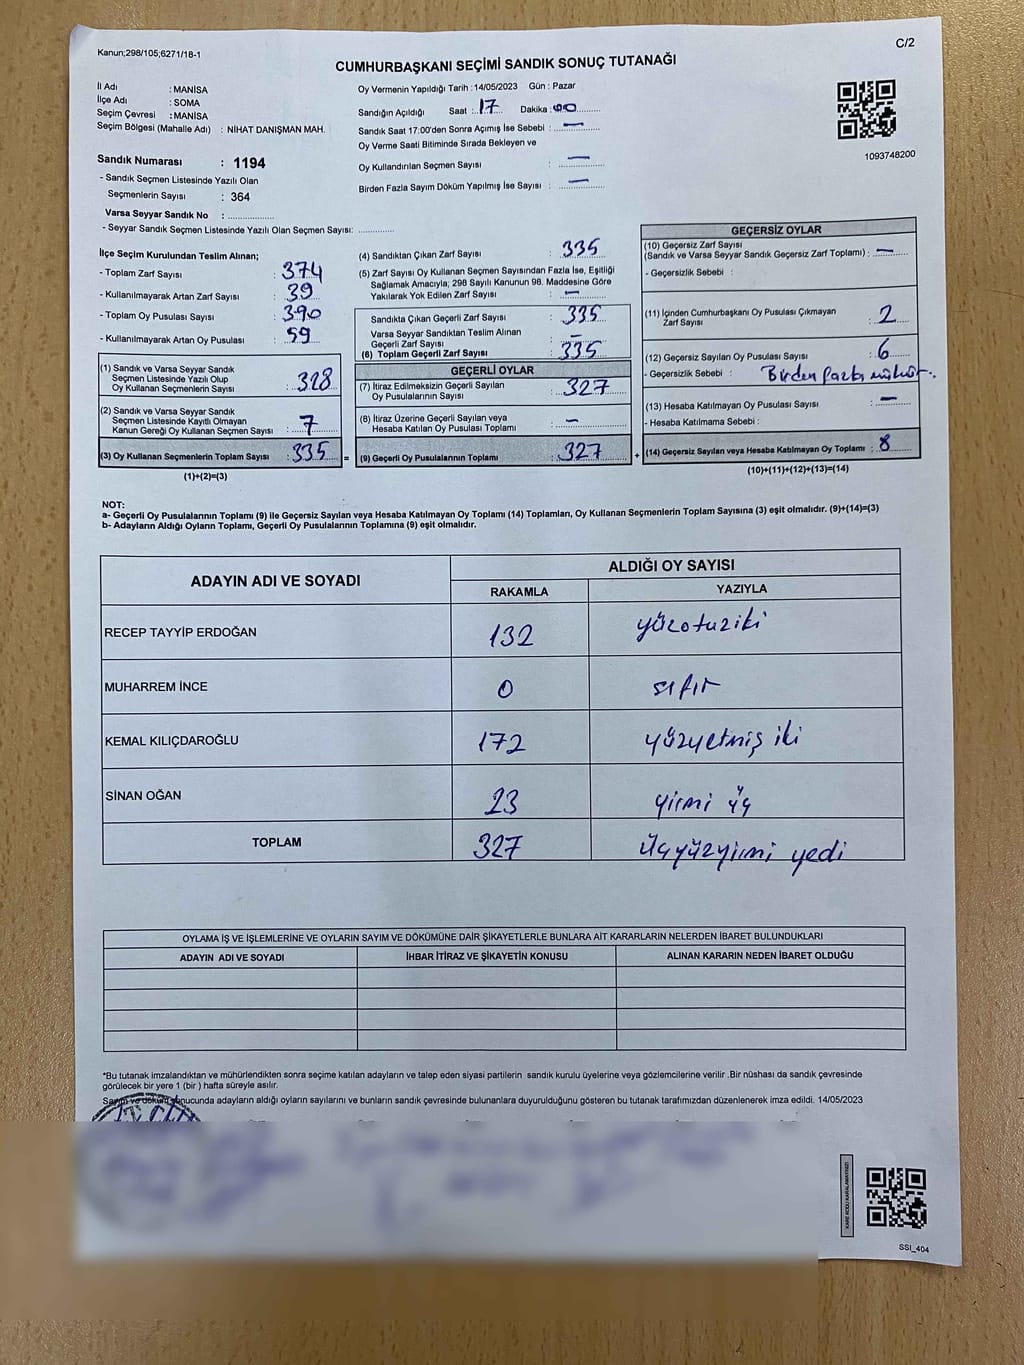 Kanun;298/105;6271/18-1
C/2
CUMHURBAŞKANI SEÇİMİ SANDIK SONUÇ TUTANAĞI
İl Adı : MANİSA
İlçe Adı : SOMA
Seçim Çevresi : MANİSA
Seçim Bölgesi (Mahalle Adı) : NİHAT DANIŞMAN MAH.
Sandık Numarası : 1194
- Sandık Seçmen Listesinde Yazılı Olan
Seçmenlerin Sayısı : 364
Varsa Seyyar Sandık No : ....................
- Seyyar Sandık Seçmen Listesinde Yazılı Olan Seçmen Sayısı: ...............
Oy Vermenin Yapıldığı Tarih : 14/05/2023 Gün : Pazar
Sandığın Açıldığı Saat : 17 Dakika : 00
Sandık Saat 17:00'den Sonra Açımış İse Sebebi : —
Oy Verme Saati Bitiminde Sırada Bekleyen ve
Oy Kullandırılan Seçmen Sayısı : —
Birden Fazla Sayım Döküm Yapılmış İse Sayısı : —
1093748200
İlçe Seçim Kurulundan Teslim Alınan;
- Toplam Zarf Sayısı : 374
- Kullanılmayarak Artan Zarf Sayısı : 39
- Toplam Oy Pusulası Sayısı : 390
- Kullanılmayarak Artan Oy Pusulası : 59
(1) Sandık ve Varsa Seyyar Sandık
Seçmen Listesinde Yazılı Olup
Oy Kullanan Seçmenlerin Sayısı : 328
(2) Sandık ve Varsa Seyyar Sandık
Seçmen Listesinde Kayıtlı Olmayan
Kanun Gereği Oy Kullanan Seçmen Sayısı : 7
(3) Oy Kullanan Seçmenlerin Toplam Sayısı : 335 =
(1)+(2)=(3)
(4) Sandıktan Çıkan Zarf Sayısı : 335
(5) Zarf Sayısı Oy Kullanan Seçmen Sayısından Fazla İse, Eşitliği
Sağlamak Amacıyla; 298 Sayılı Kanunun 98. Maddesine Göre
Yakılarak Yok Edilen Zarf Sayısı : —
Sandıkta Çıkan Geçerli Zarf Sayısı : 335
Varsa Seyyar Sandıktan Teslim Alınan
Geçerli Zarf Sayısı : —
(6) Toplam Geçerli Zarf Sayısı : 335
GEÇERLİ OYLAR
(7) İtiraz Edilmeksizin Geçerli Sayılan
Oy Pusulalarının Sayısı : 327
(8) İtiraz Üzerine Geçerli Sayılan veya
Hesaba Katılan Oy Pusulası Toplamı : —
(9) Geçerli Oy Pusulalarının Toplamı : 327 +
GEÇERSİZ OYLAR
(10) Geçersiz Zarf Sayısı
(Sandık ve Varsa Seyyar Sandık Geçersiz Zarf Toplamı) : —
- Geçersizlik Sebebi :
(11) İçinden Cumhurbaşkanı Oy Pusulası Çıkmayan
Zarf Sayısı : 2
(12) Geçersiz Sayılan Oy Pusulası Sayısı : 6
- Geçersizlik Sebebi : Birden fazla mühür
(13) Hesaba Katılmayan Oy Pusulası Sayısı : —
- Hesaba Katılmama Sebebi :
(14) Geçersiz Sayılan veya Hesaba Katılmayan Oy Toplamı : 8
(10)+(11)+(12)+(13)=(14)
NOT:
a- Geçerli Oy Pusulalarının Toplamı (9) ile Geçersiz Sayılan veya Hesaba Katılmayan Oy Toplamı (14) Toplamları, Oy Kullanan Seçmenlerin Toplam Sayısına (3) eşit olmalıdır. (9)+(14)=(3)
b- Adayların Aldığı Oyların Toplamı, Geçerli Oy Pusulalarının Toplamına (9) eşit olmalıdır.
ADAYIN ADI VE SOYADI
ALDIĞI OY SAYISI
RAKAMLA YAZIYLA
RECEP TAYYİP ERDOĞAN 132 yüzotuziki
MUHARREM İNCE 0 sıfır
KEMAL KILIÇDAROĞLU 172 yüzyetmiş iki
SİNAN OĞAN 23 yirmi üç
TOPLAM 327 üçyüzyirmi yedi
OYLAMA İŞ VE İŞLEMLERİNE VE OYLARIN SAYIM VE DÖKÜMÜNE DAİR ŞİKAYETLERLE BUNLARA AİT KARARLARIN NELERDEN İBARET BULUNDUKLARI
ADAYIN ADI VE SOYADI İHBAR İTİRAZ VE ŞİKAYETİN KONUSU ALINAN KARARIN NEDEN İBARET OLDUĞU
*Bu tutanak imzalandıktan ve mühürlendikten sonra seçime katılan adayların ve talep eden siyasi partilerin sandık kurulu üyelerine veya gözlemcilerine verilir .Bir nüshası da sandık çevresinde
görülecek bir yere 1 (bir ) hafta süreyle asılır.
Sayım ve döküm sonucunda adayların aldığı oyların sayılarını ve bunların sandık çevresinde bulunanlara duyurulduğunu gösteren bu tutanak tarafımızdan düzenlenerek imza edildi. 14/05/2023
KARE KODU KARALAMAYINIZ!
SSI_404